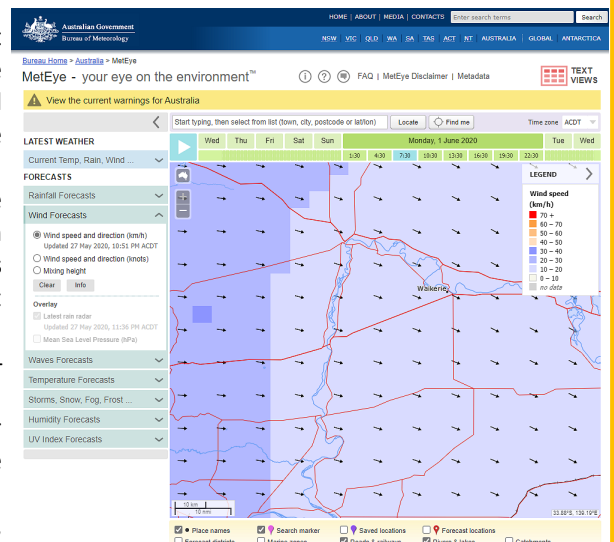 HOME | ABOUT | MEDIA | CONTACTS Enter search terms Search
Australian Government
Bureau of Meteorology
NSW VIC QLD WA SA TAS ACT NT AUSTRALIA GLOBAL ANTARCTICA
Bureau Home > Australia > MetEye
MetEye - your eye on the environment™
FAQ | MetEye Disclaimer | Metadata
TEXT VIEWS
View the current warnings for Australia
Start typing, then select from list (town, city, postcode or lat/lon) Locate Find me Time zone ACDT
LATEST WEATHER
Current Temp, Rain, Wind ...
FORECASTS
Rainfall Forecasts
Wind Forecasts
Wind speed and direction (km/h)
Updated 27 May 2020, 10:51 PM ACDT
Wind speed and direction (knots)
Mixing height
Clear Info
Overlay
Latest rain radar
Updated 27 May 2020, 11:36 PM ACDT
Mean Sea Level Pressure (hPa)
Waves Forecasts
Temperature Forecasts
Storms, Snow, Fog, Frost ...
Humidity Forecasts
UV Index Forecasts
Wed Thu Fri Sat Sun Monday, 1 June 2020 Tue Wed
1:30 4:30 7:30 10:30 13:30 16:30 19:30 22:30
LEGEND
Wind speed
(km/h)
70 +
60 – 70
50 – 60
40 – 50
30 – 40
20 – 30
10 – 20
0 – 10
no data
Waikerie
10 km
10 nmi
33.88°S, 139.19°E
Place names Search marker Saved locations Forecast locations
Forecast districts Marine zones Roads & railways Rivers & lakes Catchments